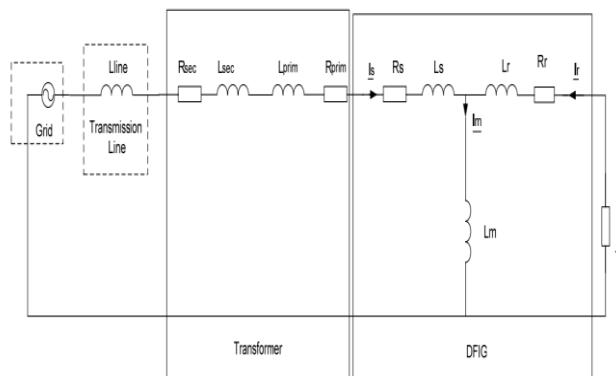 Lline
Rsec
Lsec
Lprim
Rprim
Is
Rs
Ls
Lr
Rr
Ir
Grid
Transmission
Line
Im
Lm
Transformer
DFIG